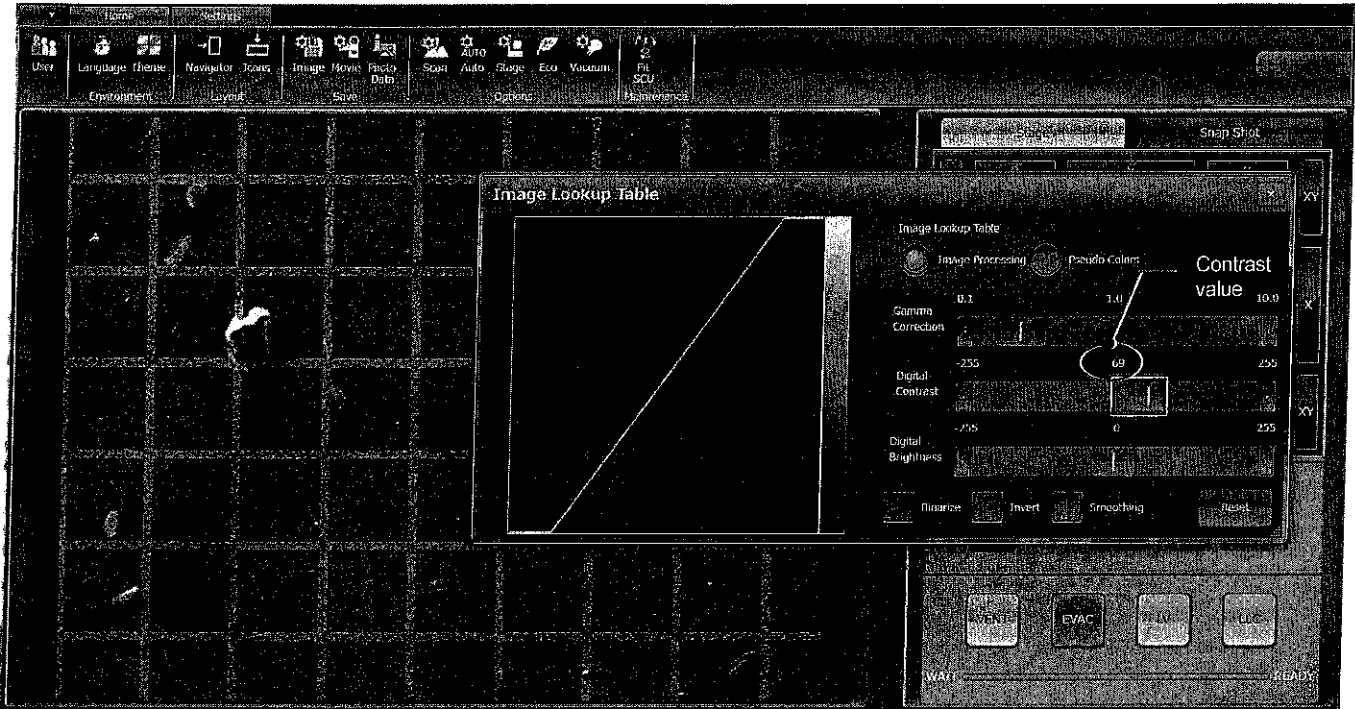 Home Settings
User Language Theme Navigator Icons Image Movie Photo Data Scan AUTO Auto Stage Eco Vacuum Fit SCU
Environment Layout Save Options Maintenance
Snap Shot
Image Lookup Table
XY
Image Lookup Table
Image Processing Pseudo Colors
Contrast
value
0.1 1.0 10.0
X
Gamma
Correction
-255 69 255
Digital
Contrast
XY
-255 0 255
Digital
Brightness
Binarize Invert Smoothing Reset
VENT EVAC LV LLC
WAIT READY